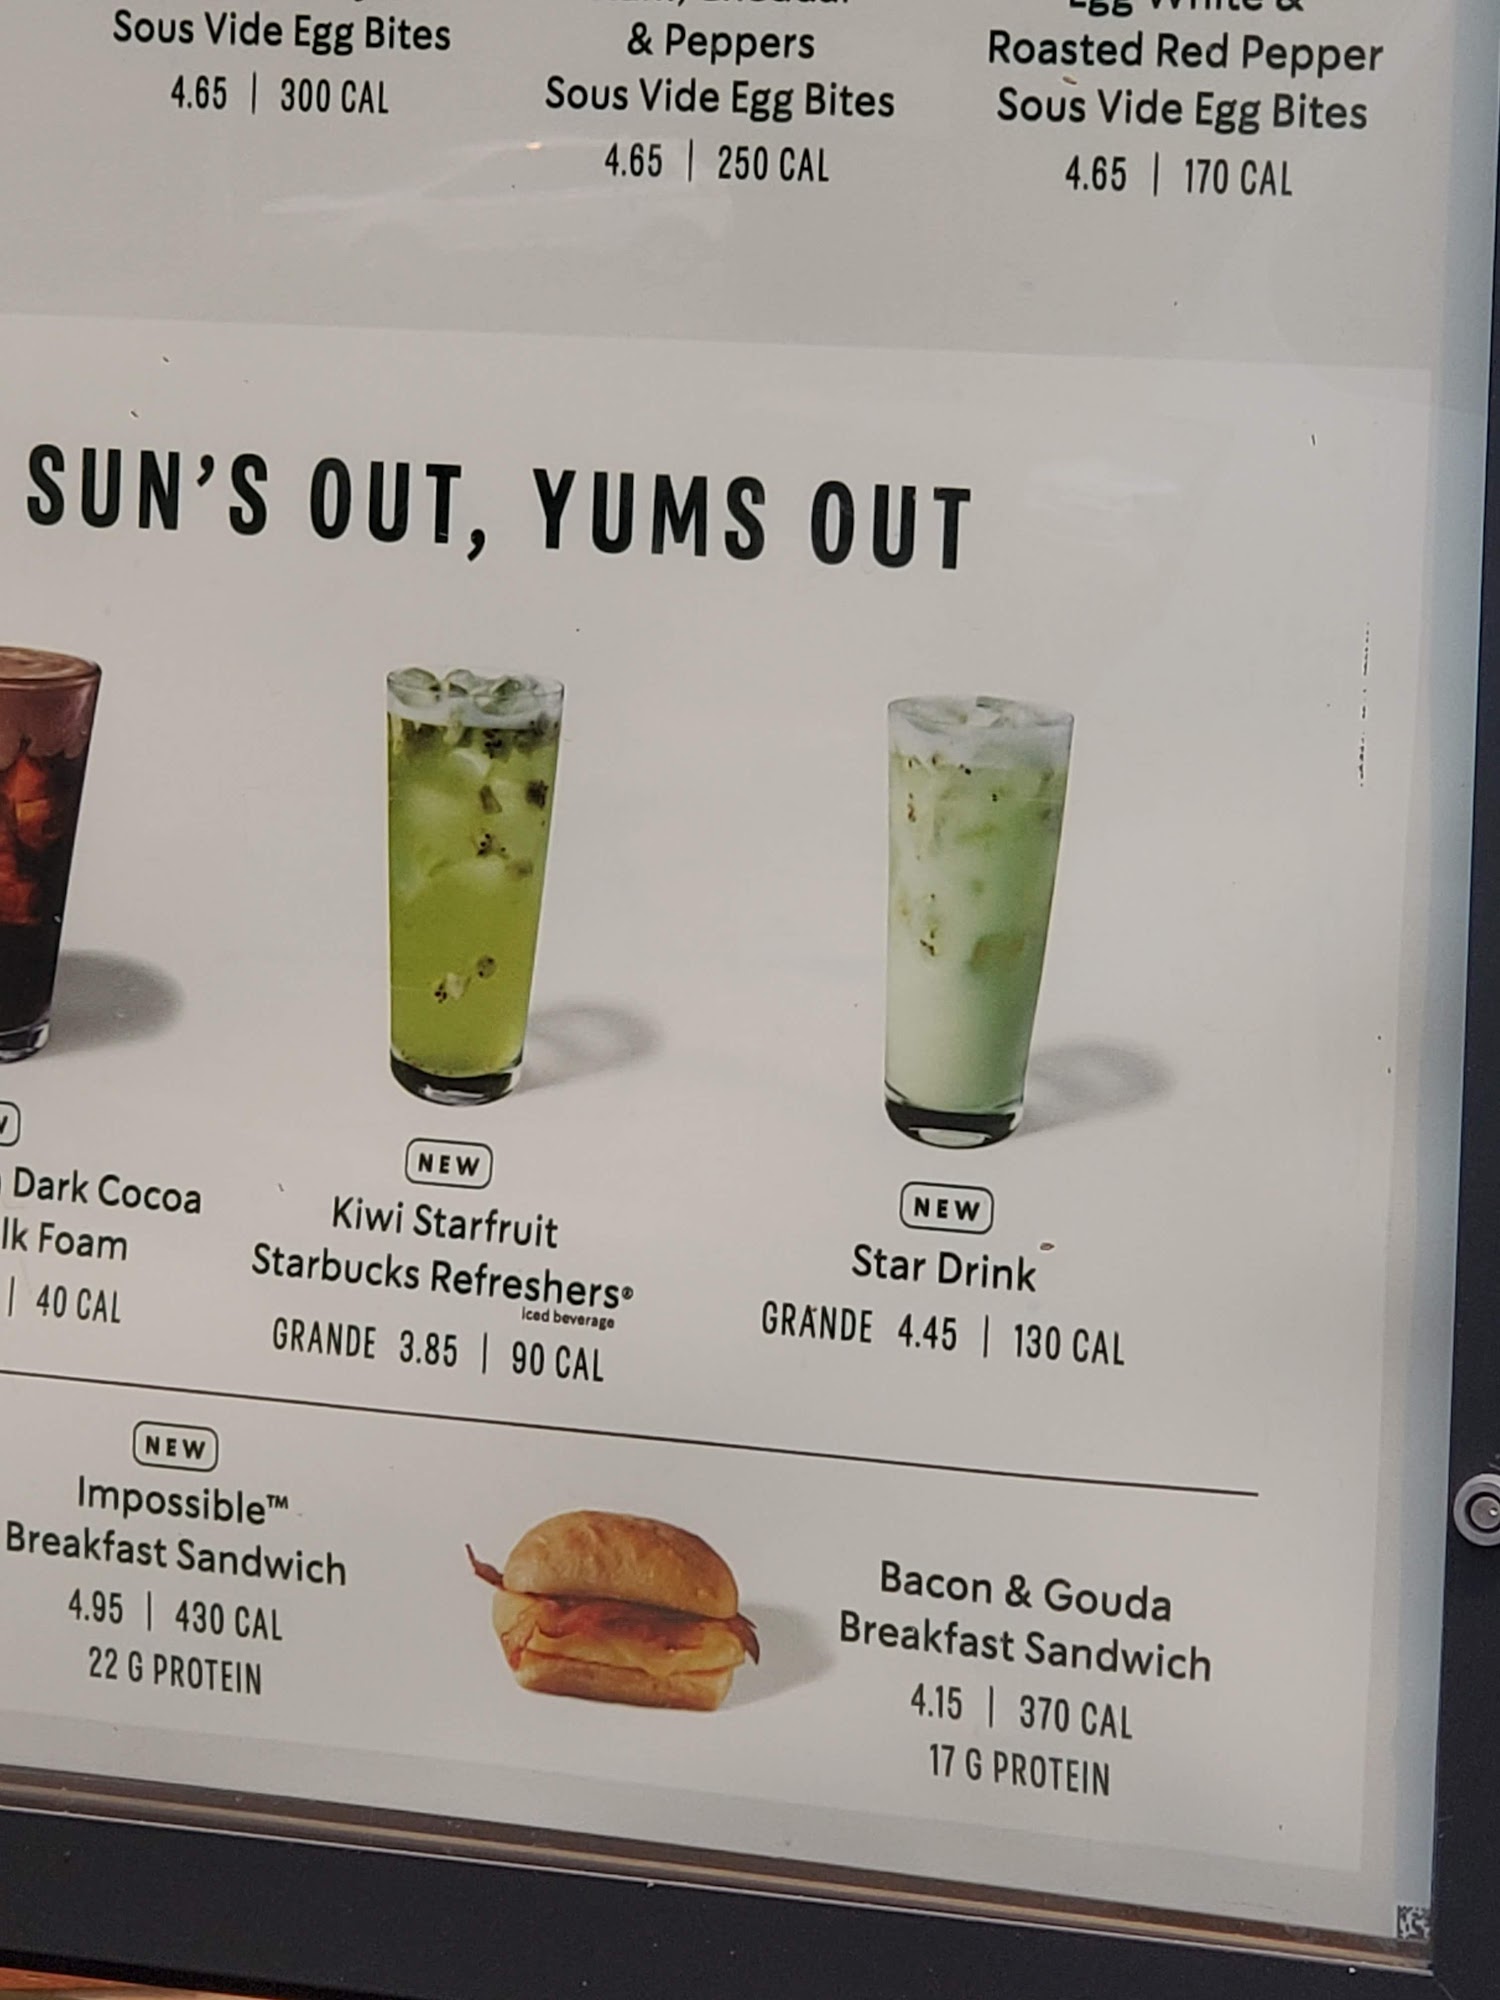 Sous Vide Egg Bites
4.65 | 300 CAL
& Peppers
Sous Vide Egg Bites
4.65 | 250 CAL
Egg White &
Roasted Red Pepper
Sous Vide Egg Bites
4.65 | 170 CAL
SUN'S OUT, YUMS OUT
Dark Cocoa
lk Foam
| 40 CAL
NEW
Kiwi Starfruit
Starbucks Refreshers®
iced beverage
GRANDE 3.85 | 90 CAL
NEW
Star Drink
GRANDE 4.45 | 130 CAL
NEW
Impossible™
Breakfast Sandwich
4.95 | 430 CAL
22 G PROTEIN
Bacon & Gouda
Breakfast Sandwich
4.15 | 370 CAL
17 G PROTEIN